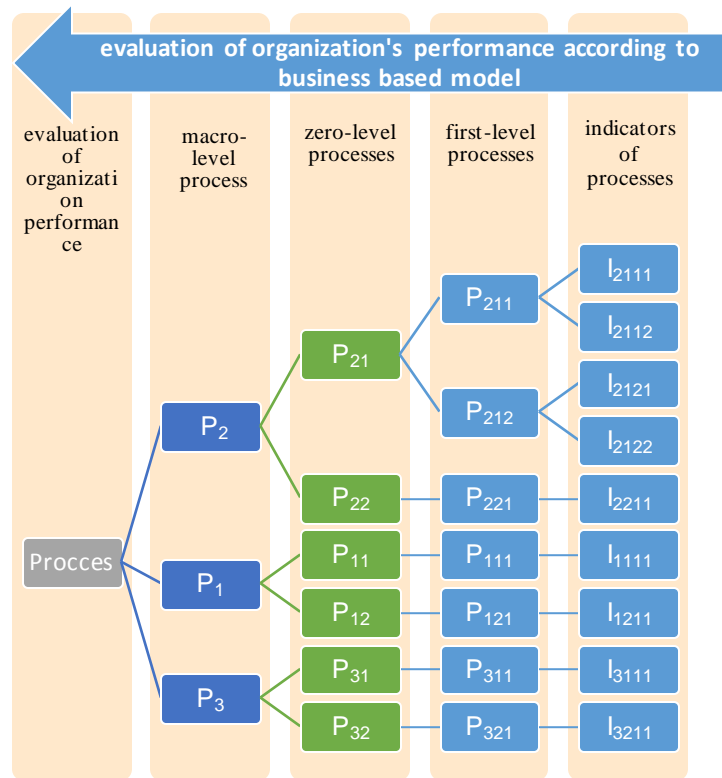 evaluation of organization's performance according to
business based model
evaluation
of
organizati
on
performan
ce
macro-
level
process
zero-level
processes
first-level
processes
indicators
of
processes
Procces
P₂
P₁
P₃
P₂₁
P₂₂
P₁₁
P₁₂
P₃₁
P₃₂
P₂₁₁
P₂₁₂
P₂₂₁
P₁₁₁
P₁₂₁
P₃₁₁
P₃₂₁
I₂₁₁₁
I₂₁₁₂
I₂₁₂₁
I₂₁₂₂
I₂₂₁₁
I₁₁₁₁
I₁₂₁₁
I₃₁₁₁
I₃₂₁₁